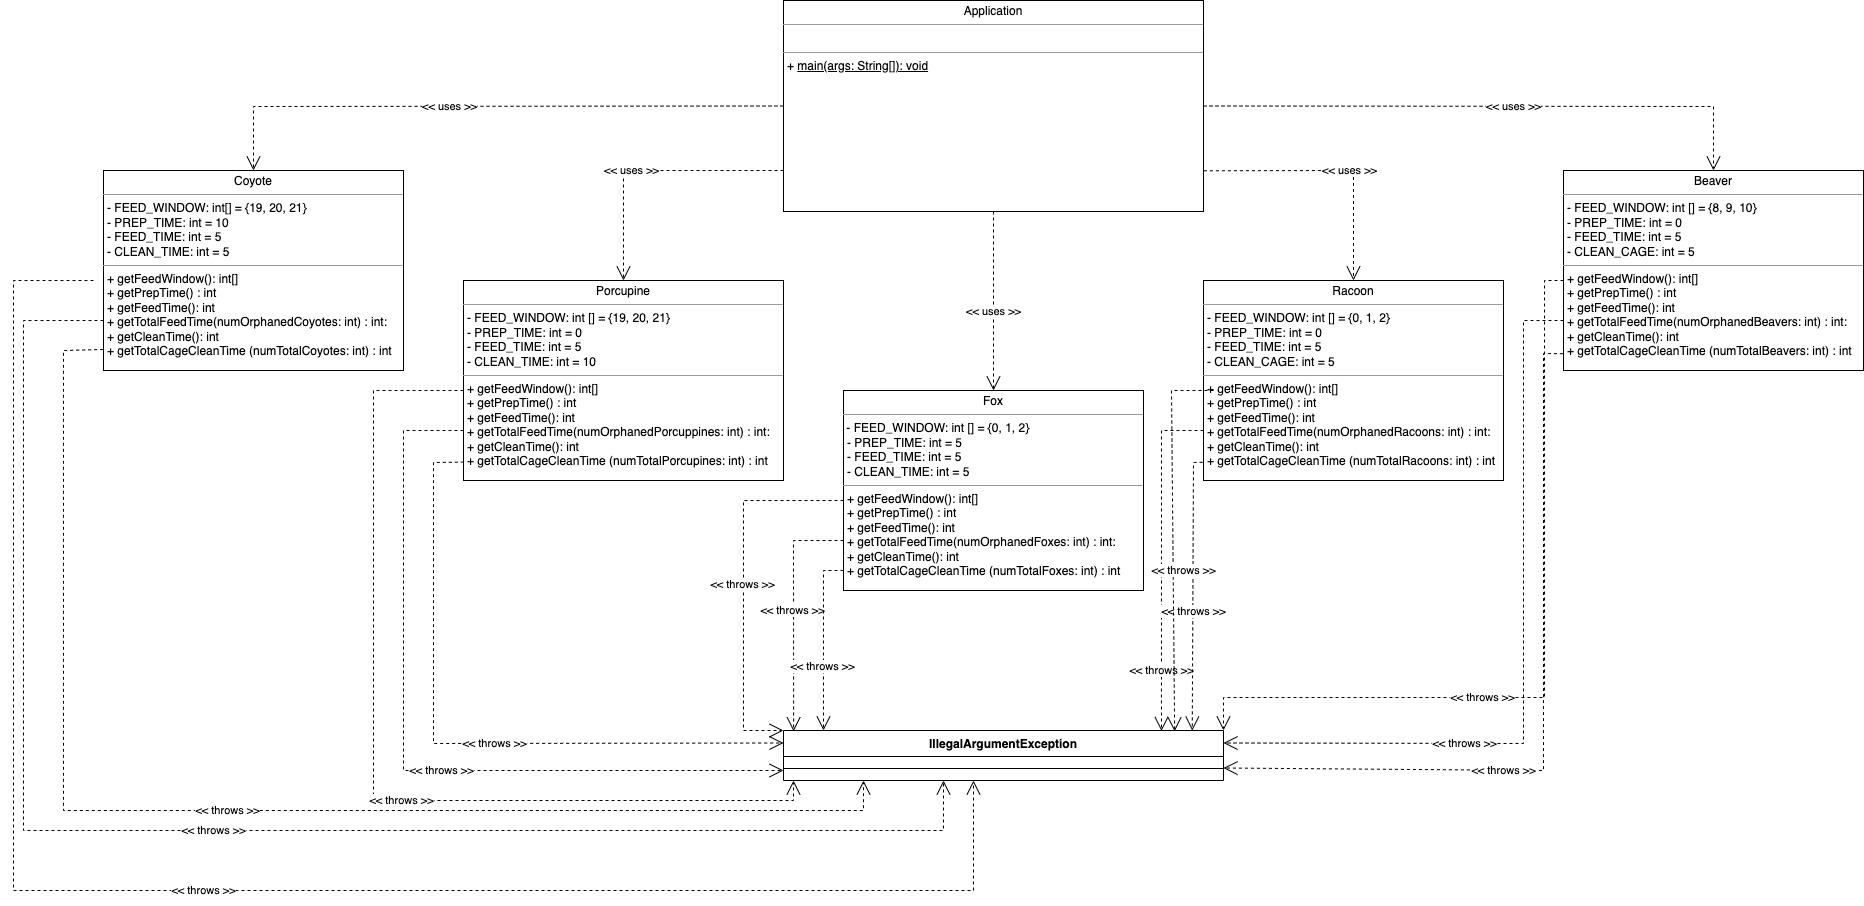 Application
+ main(args: String[]): void
<< uses >>
<< uses >>
<< uses >>
<< uses >>
<< uses >>
Coyote
- FEED_WINDOW: int[] = {19, 20, 21}
- PREP_TIME: int = 10
- FEED_TIME: int = 5
- CLEAN_TIME: int = 5
+ getFeedWindow(): int[]
+ getPrepTime() : int
+ getFeedTime(): int
+ getTotalFeedTime(numOrphanedCoyotes: int) : int:
+ getCleanTime(): int
+ getTotalCageCleanTime (numTotalCoyotes: int) : int
Porcupine
- FEED_WINDOW: int [] = {19, 20, 21}
- PREP_TIME: int = 0
- FEED_TIME: int = 5
- CLEAN_TIME: int = 10
+ getFeedWindow(): int[]
+ getPrepTime() : int
+ getFeedTime(): int
+ getTotalFeedTime(numOrphanedPorcuppines: int) : int:
+ getCleanTime(): int
+ getTotalCageCleanTime (numTotalPorcupines: int) : int
Fox
- FEED_WINDOW: int [] = {0, 1, 2}
- PREP_TIME: int = 5
- FEED_TIME: int = 5
- CLEAN_TIME: int = 5
+ getFeedWindow(): int[]
+ getPrepTime() : int
+ getFeedTime(): int
+ getTotalFeedTime(numOrphanedFoxes: int) : int:
+ getCleanTime(): int
+ getTotalCageCleanTime (numTotalFoxes: int) : int
Racoon
- FEED_WINDOW: int [] = {0, 1, 2}
- PREP_TIME: int = 0
- FEED_TIME: int = 5
- CLEAN_CAGE: int = 5
+ getFeedWindow(): int[]
+ getPrepTime() : int
+ getFeedTime(): int
+ getTotalFeedTime(numOrphanedRacoons: int) : int:
+ getCleanTime(): int
+ getTotalCageCleanTime (numTotalRacoons: int) : int
Beaver
- FEED_WINDOW: int [] = {8, 9, 10}
- PREP_TIME: int = 0
- FEED_TIME: int = 5
- CLEAN_CAGE: int = 5
+ getFeedWindow(): int[]
+ getPrepTime() : int
+ getFeedTime(): int
+ getTotalFeedTime(numOrphanedBeavers: int) : int:
+ getCleanTime(): int
+ getTotalCageCleanTime (numTotalBeavers: int) : int
<< throws >>
<< throws >>
<< throws >>
<< throws >>
<< throws >>
<< throws >>
<< throws >>
<< throws >>
IllegalArgumentException
<< throws >>
<< throws >>
<< throws >>
<< throws >>
<< throws >>
<< throws >>
<< throws >>